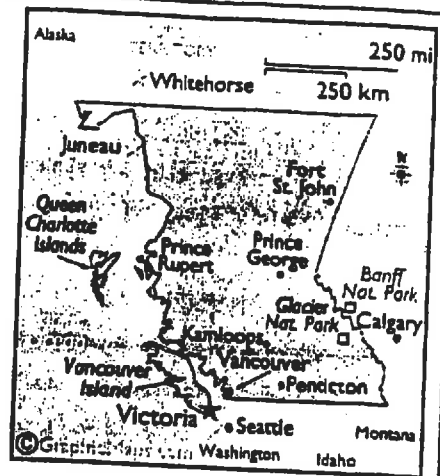 Alaska
250 mi
Whitehorse
250 km
Juneau
Fort
St. John
N
Queen
Charlotte
Islands
Prince
Rupert
Prince
George
Banff
Nat. Park
Glacier
Nat. Park
Calgary
Kamloops
Vancouver
Vancouver
Island
Penticton
Victoria
Seattle
Montana
Washington
Idaho